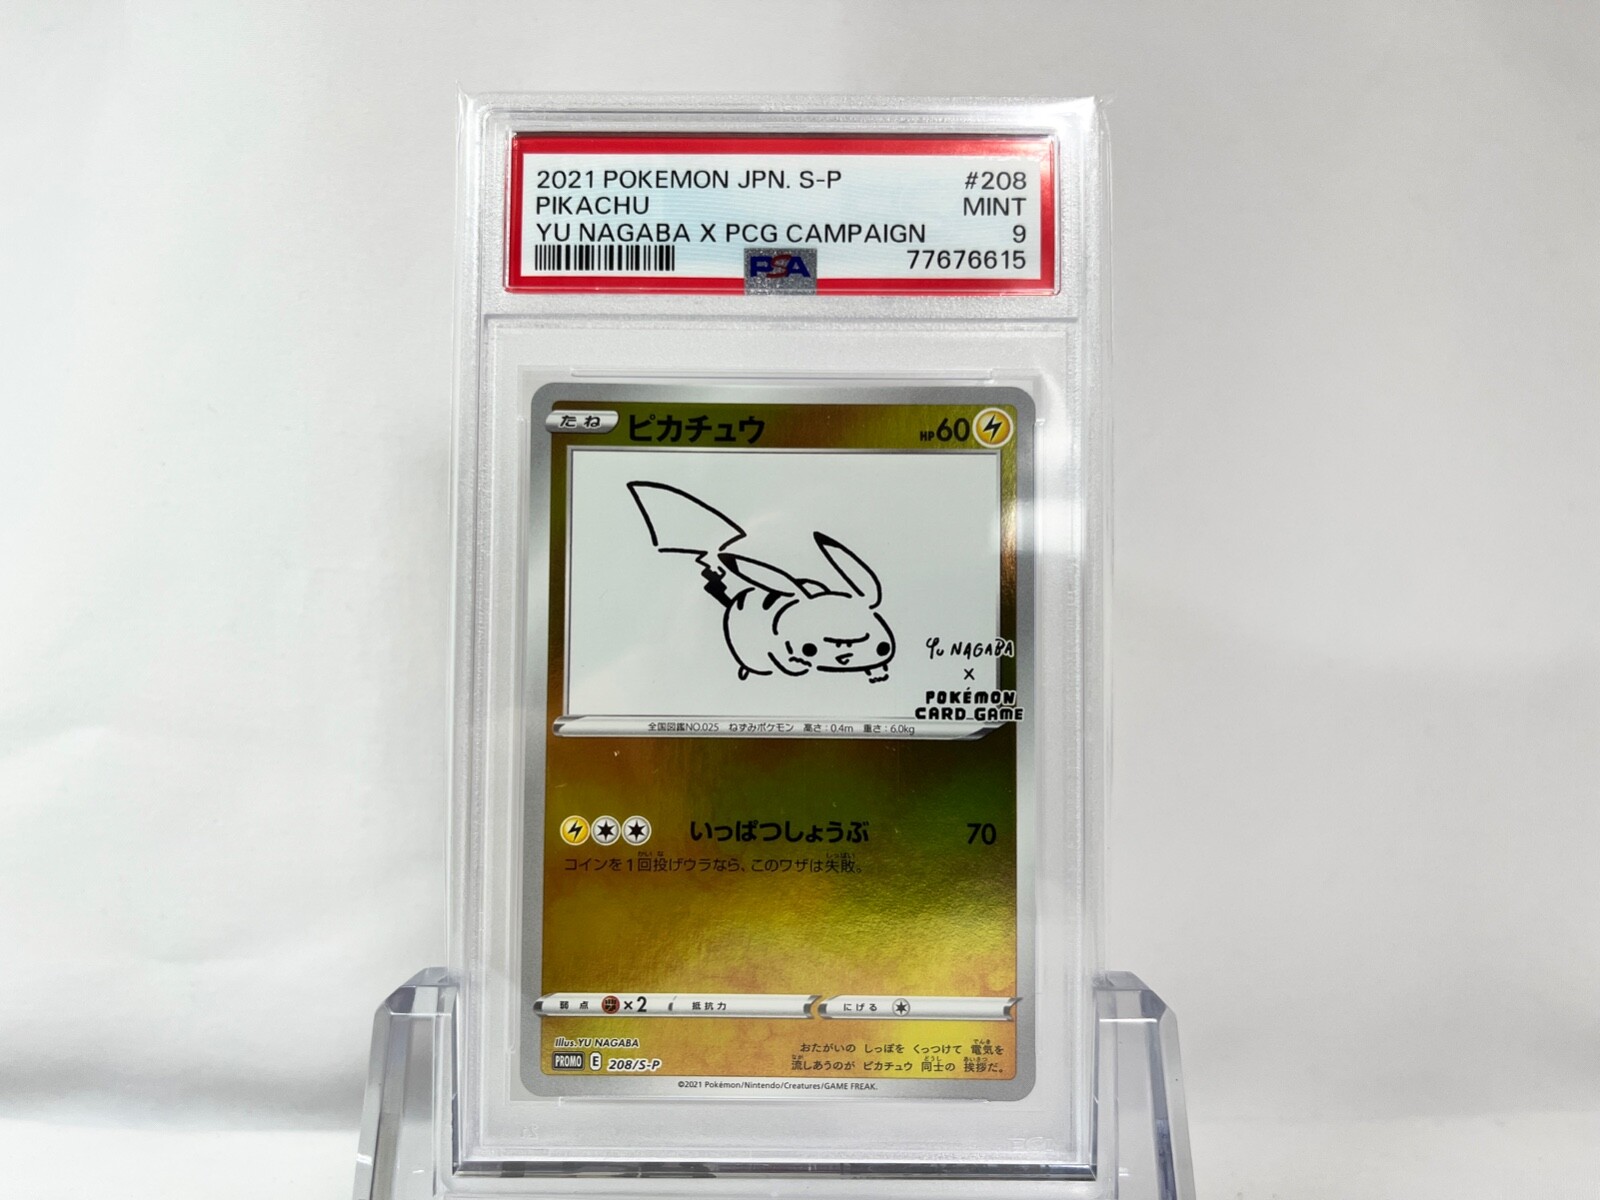 2021 POKEMON JPN. S-P #208
PIKACHU MINT
YU NAGABA X PCG CAMPAIGN 9
PSA 77676615
たね ピカチュウ HP60
YU NAGABA
X
POKÉMON
CARD GAME
全国図鑑NO.025 ねずみポケモン 高さ:0.4m 重さ:6.0kg
いっぱつしょうぶ 70
コインを1回投げウラなら、このワザは失敗。
弱点 ×2 抵抗力 にげる
Illus.YU NAGABA
PROMO E 208/S-P
おたがいの しっぽを くっつけて 電気を
流しあうのが ピカチュウ 同士の 挨拶だ。
©2021 Pokémon/Nintendo/Creatures/GAME FREAK.